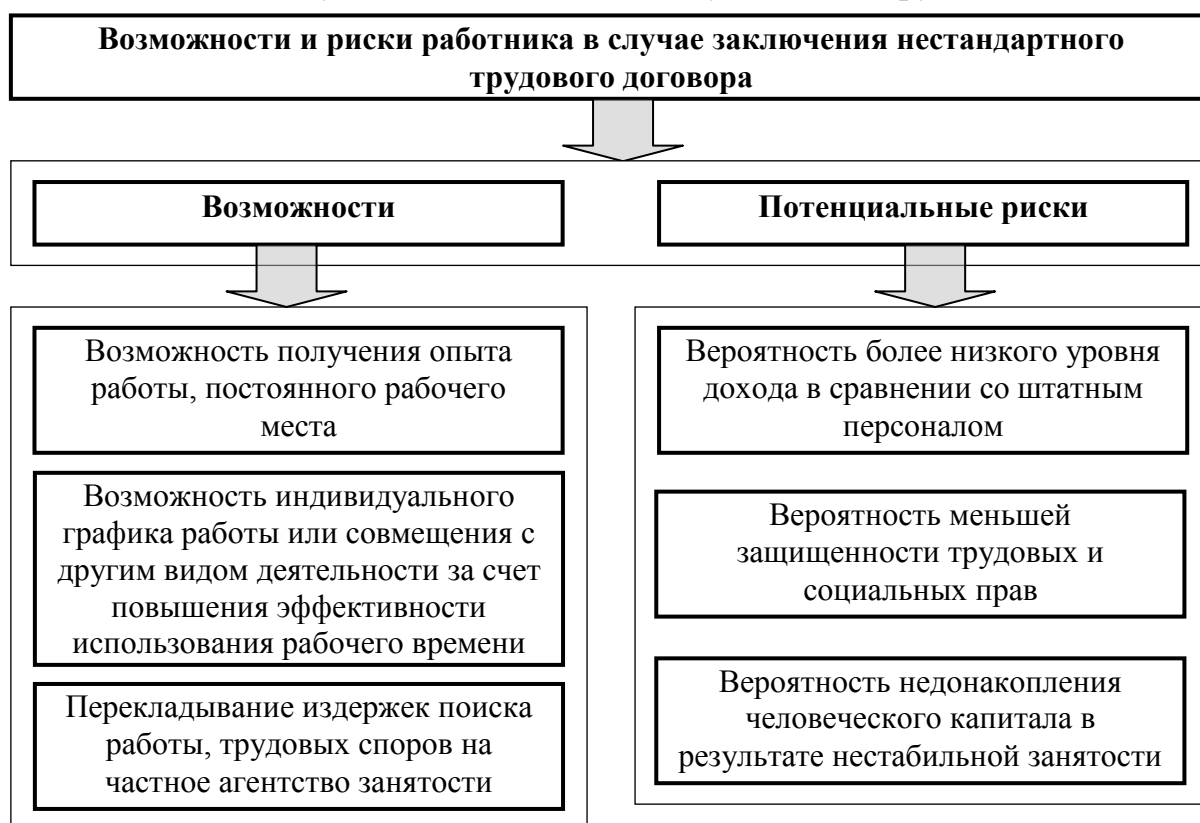 Возможности и риски работника в случае заключения нестандартного
трудового договора
Возможности
Потенциальные риски
Возможность получения опыта
работы, постоянного рабочего
места
Возможность индивидуального
графика работы или совмещения с
другим видом деятельности за счет
повышения эффективности
использования рабочего времени
Перекладывание издержек поиска
работы, трудовых споров на
частное агентство занятости
Вероятность более низкого уровня
дохода в сравнении со штатным
персоналом
Вероятность меньшей
защищенности трудовых и
социальных прав
Вероятность недонакопления
человеческого капитала в
результате нестабильной занятости